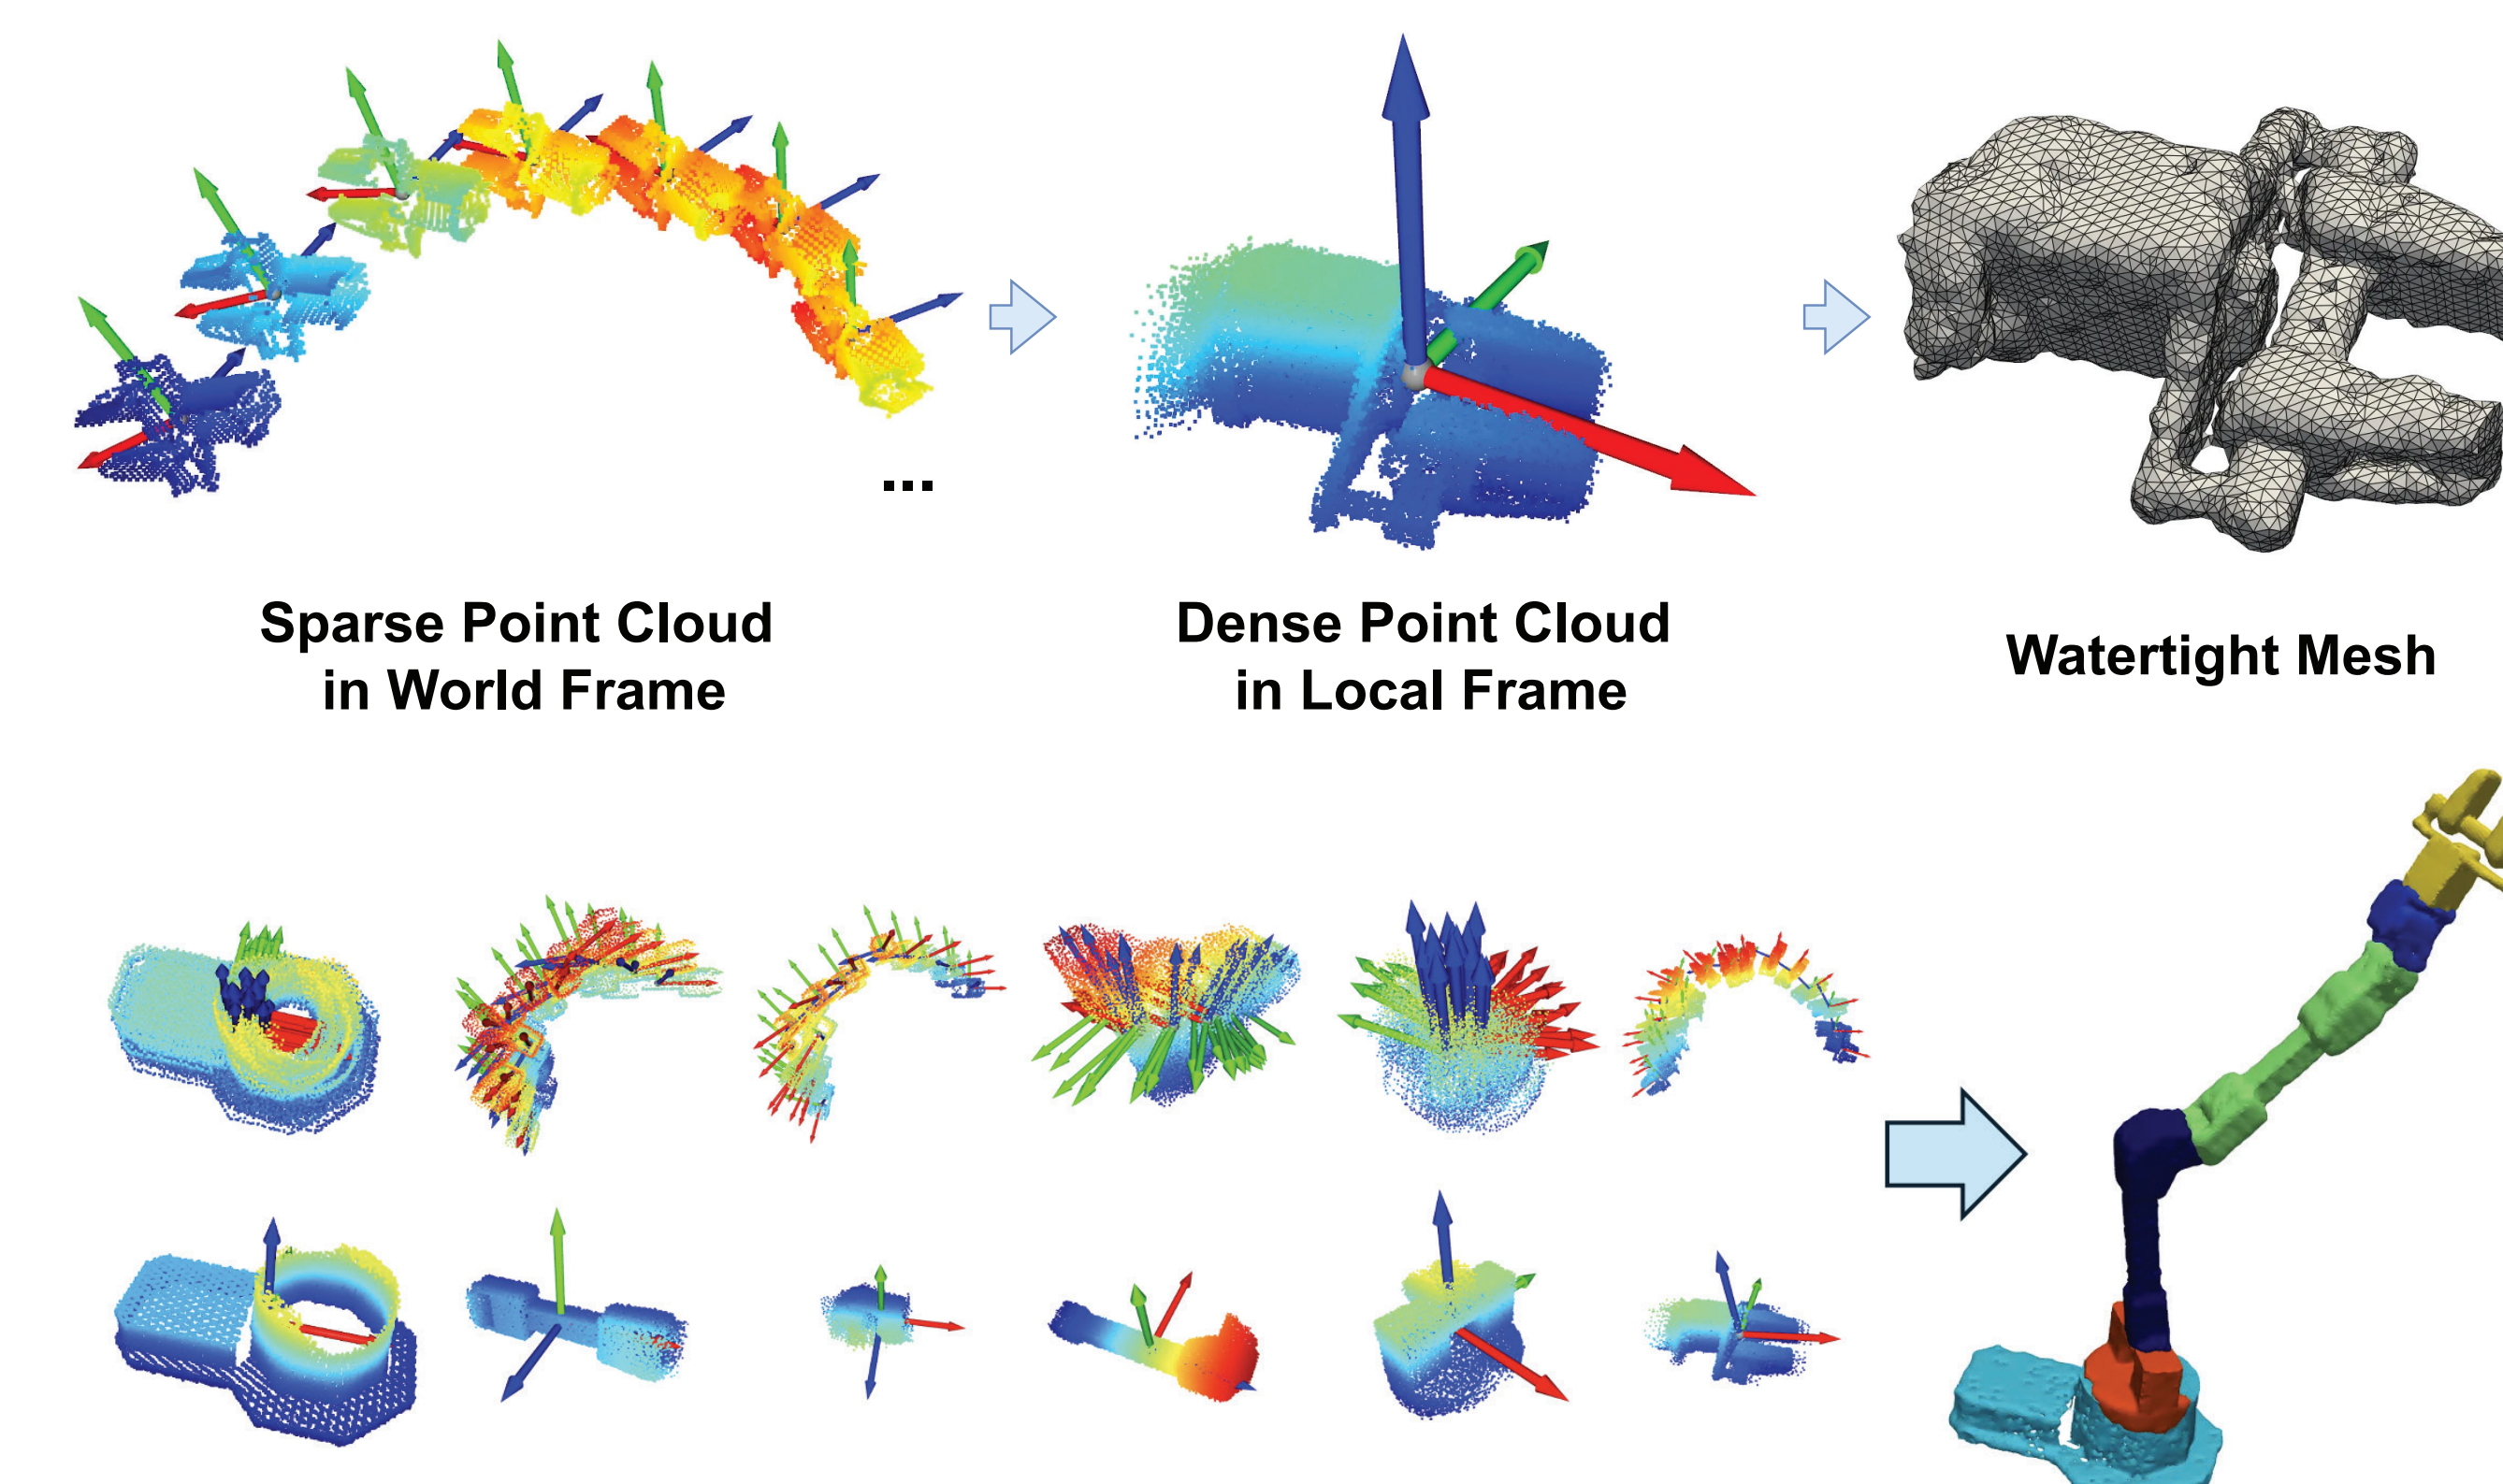 ...
Sparse Point Cloud
in World Frame
Dense Point Cloud
in Local Frame
Watertight Mesh